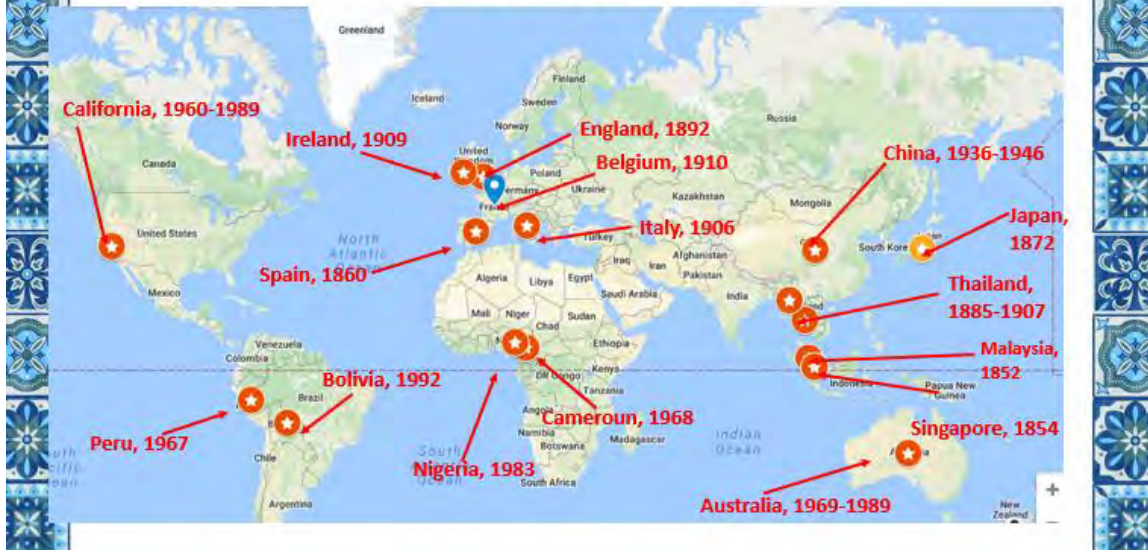 Greenland
Iceland
Finland
Sweden
Norway
Russia
California, 1960-1989
Ireland, 1909
England, 1892
United
Belgium, 1910
Poland
Ukraine
Kazakhstan
Mongolia
China, 1936-1946
Canada
United States
North
Atlantic
Italy, 1906
Turkey
South Korea
Japan,
1872
Spain, 1860
Iraq
Iran
Afghanistan
Pakistan
Algeria
Libya
Egypt
Saudi Arabia
India
Thailand,
1885-1907
Mexico
Mali
Niger
Chad
Sudan
Ethiopia
Malaysia,
1852
Venezuela
Colombia
Bolivia, 1992
Brazil
DR Congo
Kenya
Tanzania
Indonesia
Papua New
Guinea
Peru, 1967
Angola
Cameroun, 1968
Singapore, 1854
Namibia
Botswana
Madagascar
Indian
Ocean
Chile
South
Nigeria, 1983
Ocean
South Africa
Australia, 1969-1989
Argentina
New
Zealand
+